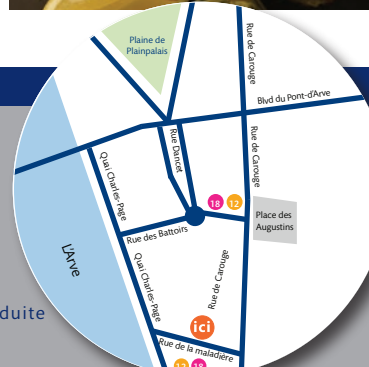 Plaine de
Plainpalais
Rue de Carouge
Blvd du Pont-d'Arve
Rue Dancet
Rue de Carouge
Quai Charles-Page
18 12
Place des
Augustins
Rue des Battoirs
L'Arve
Quai Charles-Page
Rue de Carouge
duite
ici
Rue de la maladière
12 18